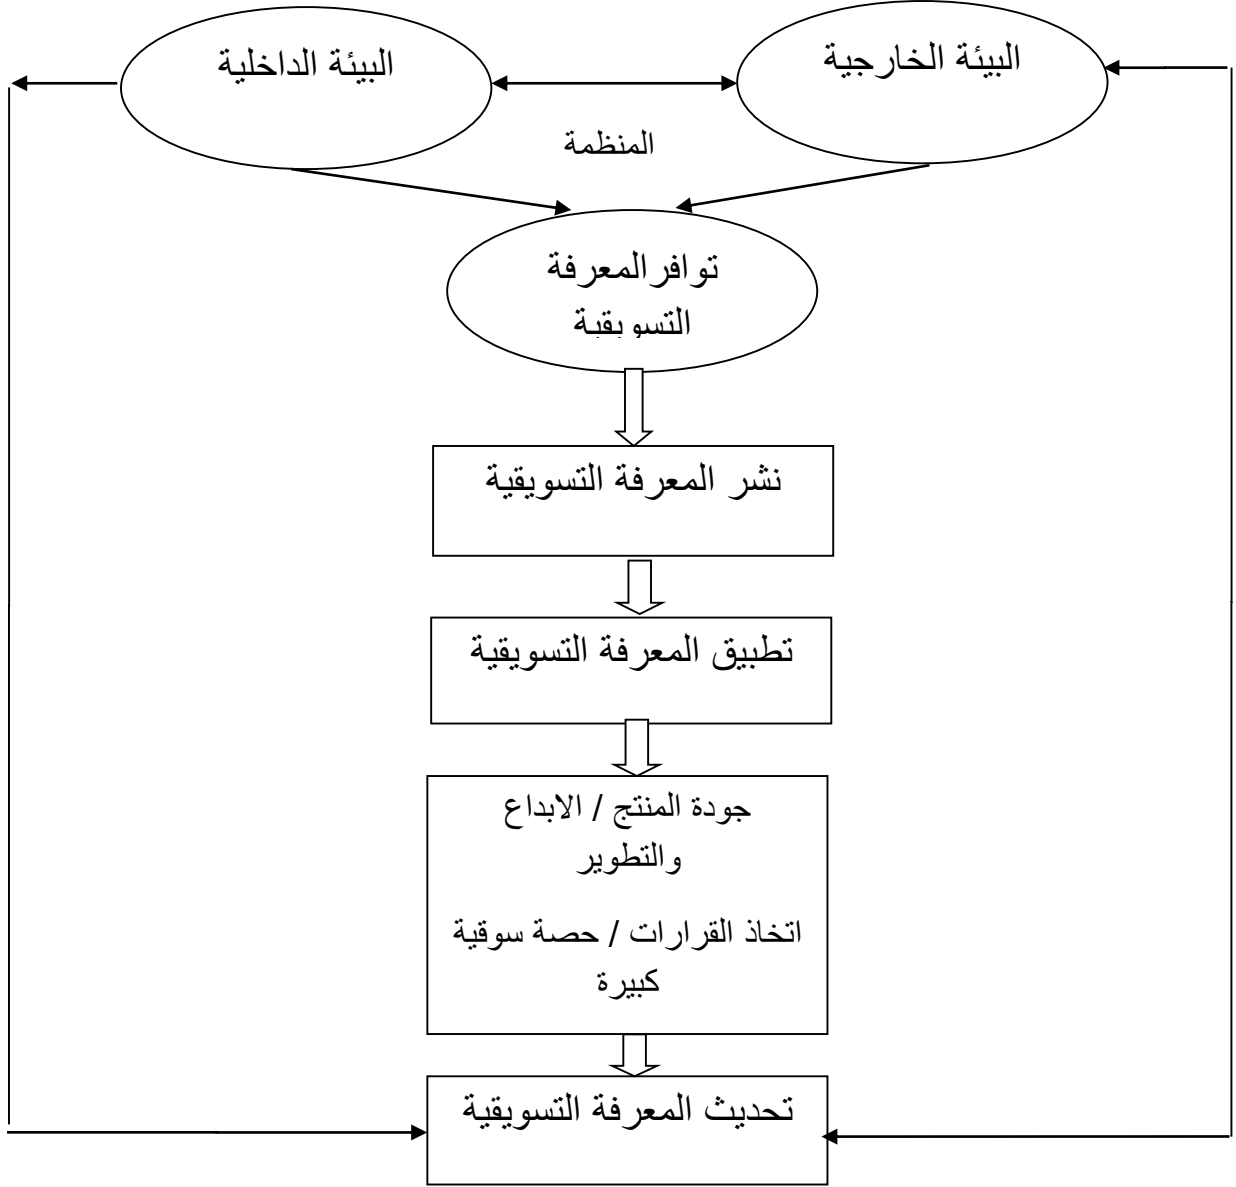 البيئة الخارجية
البيئة الداخلية
المنظمة
توافرالمعرفة
التسويقية
نشر المعرفة التسويقية
تطبيق المعرفة التسويقية
جودة المنتج / الابداع
والتطوير
اتخاذ القرارات / حصة سوقية
كبيرة
تحديث المعرفة التسويقية